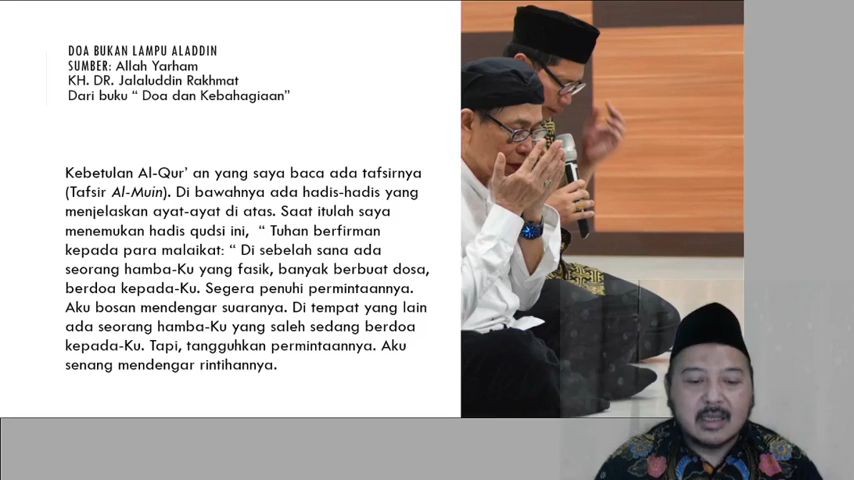 DOA BUKAN LAMPU ALADDIN
SUMBER: Allah Yarham
KH. DR. Jalaluddin Rakhmat
Dari buku “ Doa dan Kebahagiaan”
Kebetulan Al-Qur’ an yang saya baca ada tafsirnya
(Tafsir Al-Muin). Di bawahnya ada hadis-hadis yang
menjelaskan ayat-ayat di atas. Saat itulah saya
menemukan hadis qudsi ini, “ Tuhan berfirman
kepada para malaikat: “ Di sebelah sana ada
seorang hamba-Ku yang fasik, banyak berbuat dosa,
berdoa kepada-Ku. Segera penuhi permintaannya.
Aku bosan mendengar suaranya. Di tempat yang lain
ada seorang hamba-Ku yang saleh sedang berdoa
kepada-Ku. Tapi, tangguhkan permintaannya. Aku
senang mendengar rintihannya.